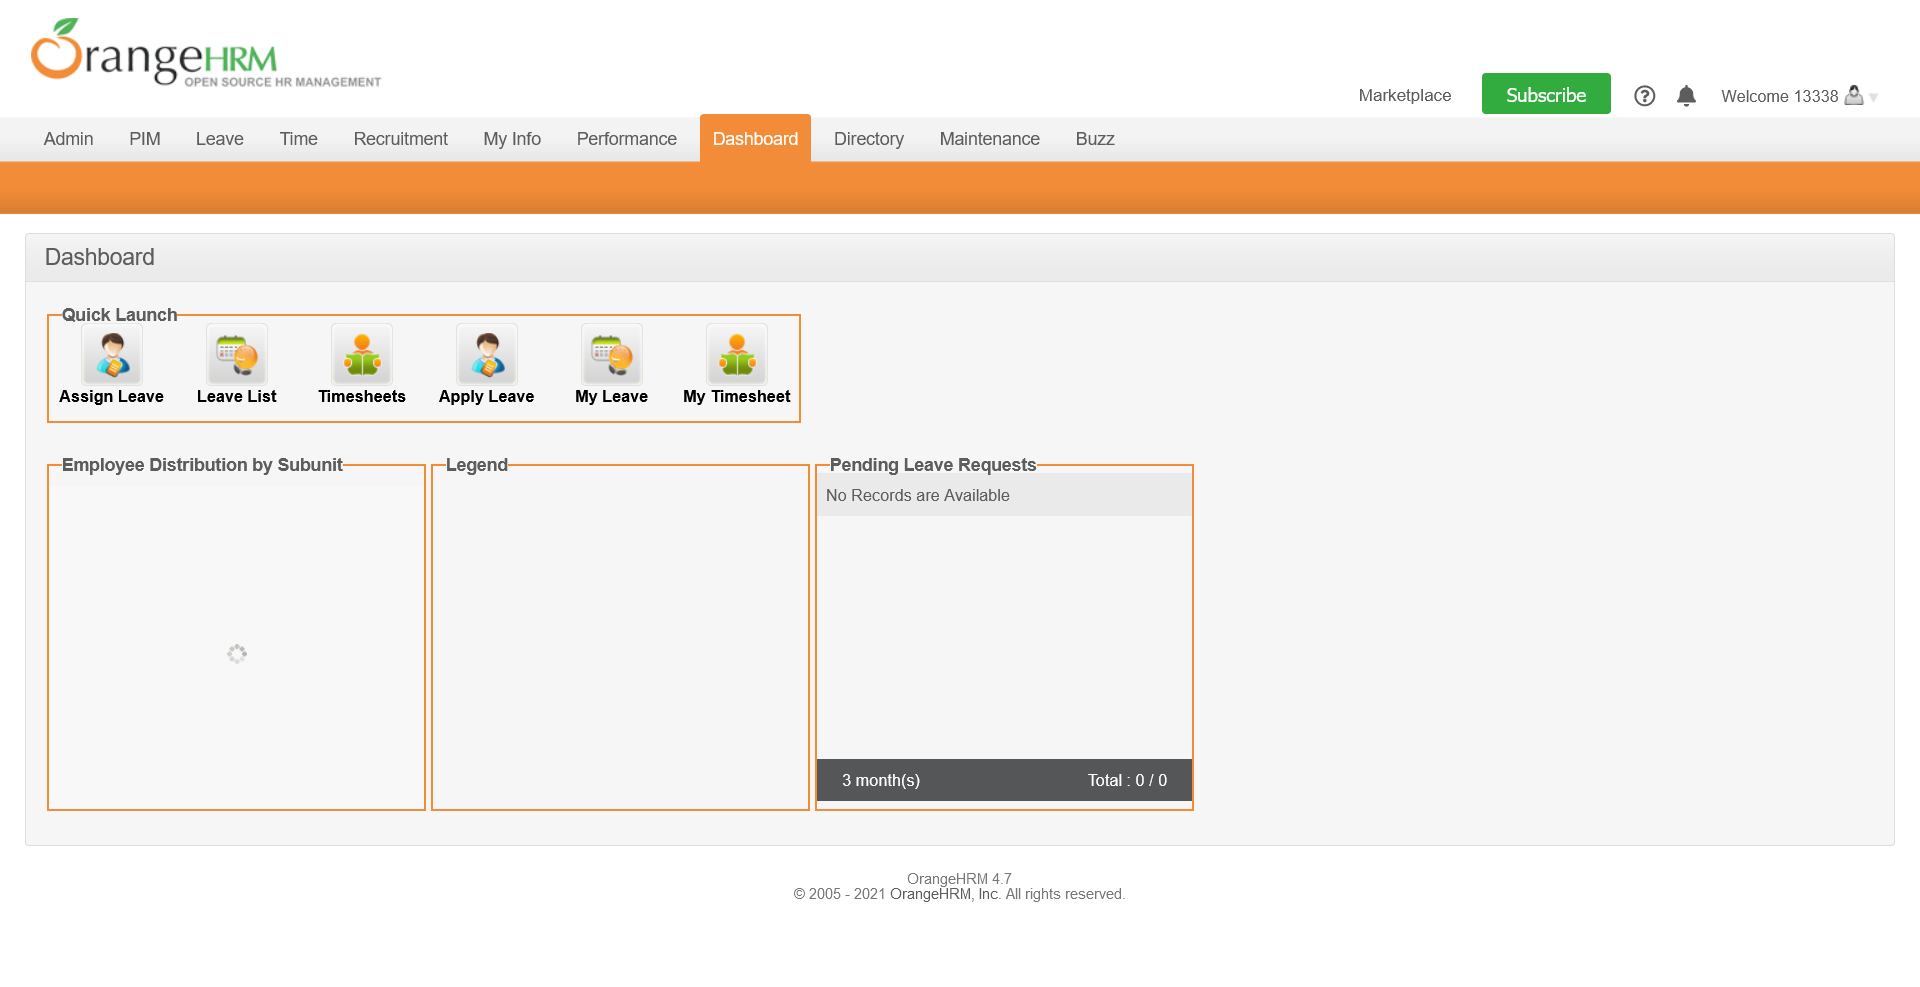 OrangeHRM
OPEN SOURCE HR MANAGEMENT
Marketplace
Subscribe
Welcome 13338
Admin
PIM
Leave
Time
Recruitment
My Info
Performance
Dashboard
Directory
Maintenance
Buzz
Dashboard
Quick Launch
Assign Leave
Leave List
Timesheets
Apply Leave
My Leave
My Timesheet
Employee Distribution by Subunit
Legend
Pending Leave Requests
No Records are Available
3 month(s)
Total : 0 / 0
OrangeHRM 4.7
© 2005 - 2021 OrangeHRM, Inc. All rights reserved.